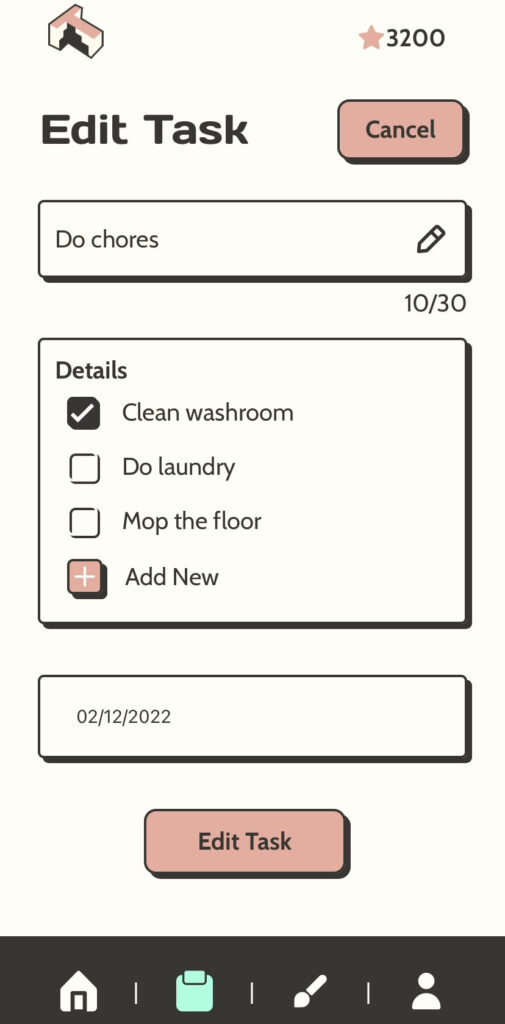 3200
Edit Task
Cancel
Do chores
10/30
Details
Clean washroom
Do laundry
Mop the floor
Add New
02/12/2022
Edit Task